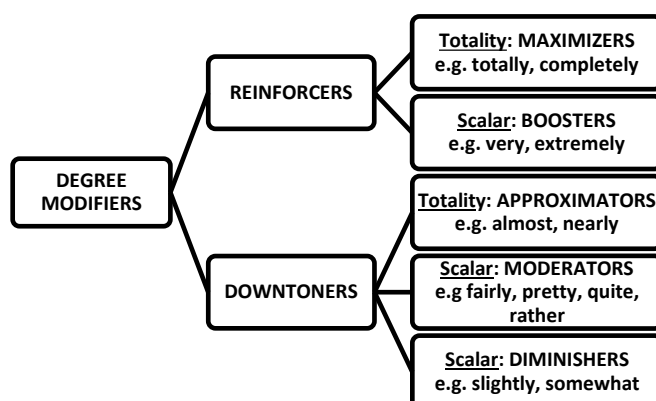 Totality: MAXIMIZERS
e.g. totally, completely
REINFORCERS
Scalar: BOOSTERS
e.g. very, extremely
DEGREE
MODIFIERS
Totality: APPROXIMATORS
e.g. almost, nearly
DOWNTONERS
Scalar: MODERATORS
e.g fairly, pretty, quite,
rather
Scalar: DIMINISHERS
e.g. slightly, somewhat